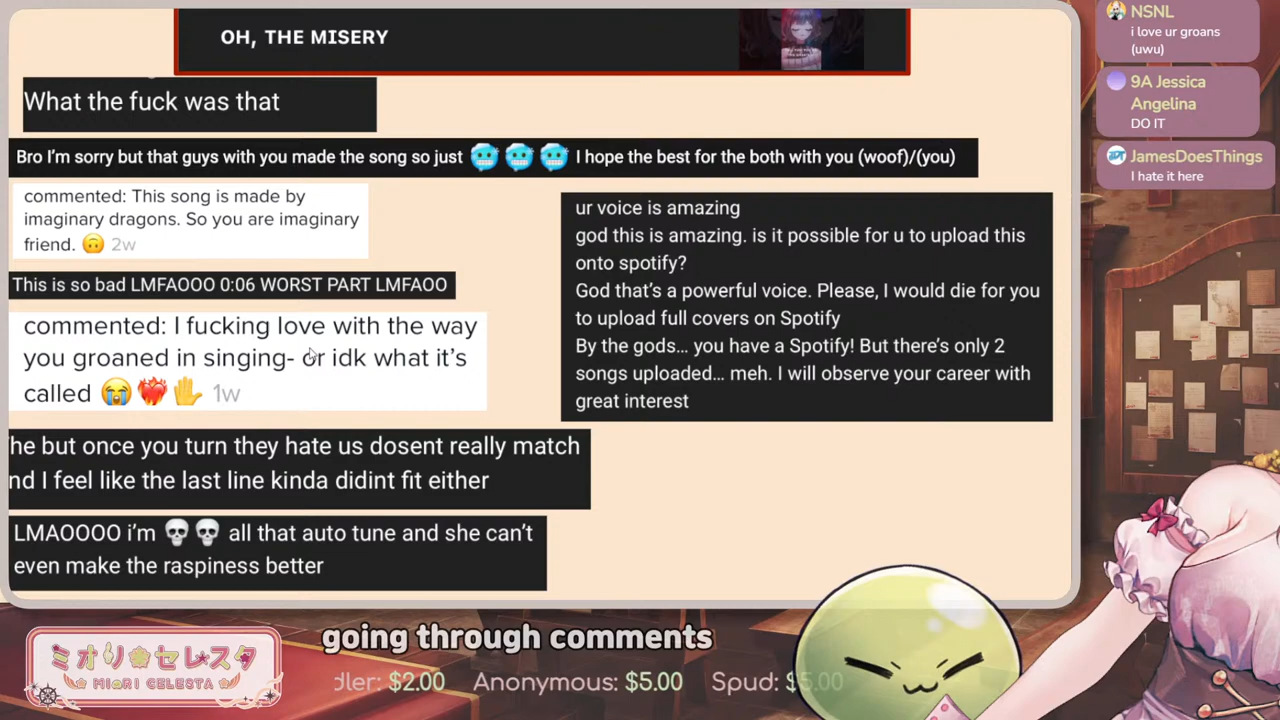 OH, THE MISERY
What the fuck was that
Bro I'm sorry but that guys with you made the song so just 🥶 🥶 🥶 I hope the best for the both with you (woof)/(you)
commented: This song is made by
imaginary dragons. So you are imaginary
friend. 🙃 2w
This is so bad LMFAOOO 0:06 WORST PART LMFAOO
commented: I fucking love with the way
you groaned in singing- or idk what it's
called 😭 ❤️‍🔥 ✋ 1w
he but once you turn they hate us dosent really match
nd I feel like the last line kinda didint fit either
LMAOOOO i'm 💀 💀 all that auto tune and she can't
even make the raspiness better
ur voice is amazing
god this is amazing. is it possible for u to upload this
onto spotify?
God that's a powerful voice. Please, I would die for you
to upload full covers on Spotify
By the gods... you have a Spotify! But there's only 2
songs uploaded... meh. I will observe your career with
great interest
NSNL
i love ur groans
(uwu)
9A Jessica
Angelina
DO IT
JamesDoesThings
I hate it here
going through comments
ミオリ セレスタ
MIORI CELESTA
dler: $2.00 Anonymous: $5.00 Spud: $5.00